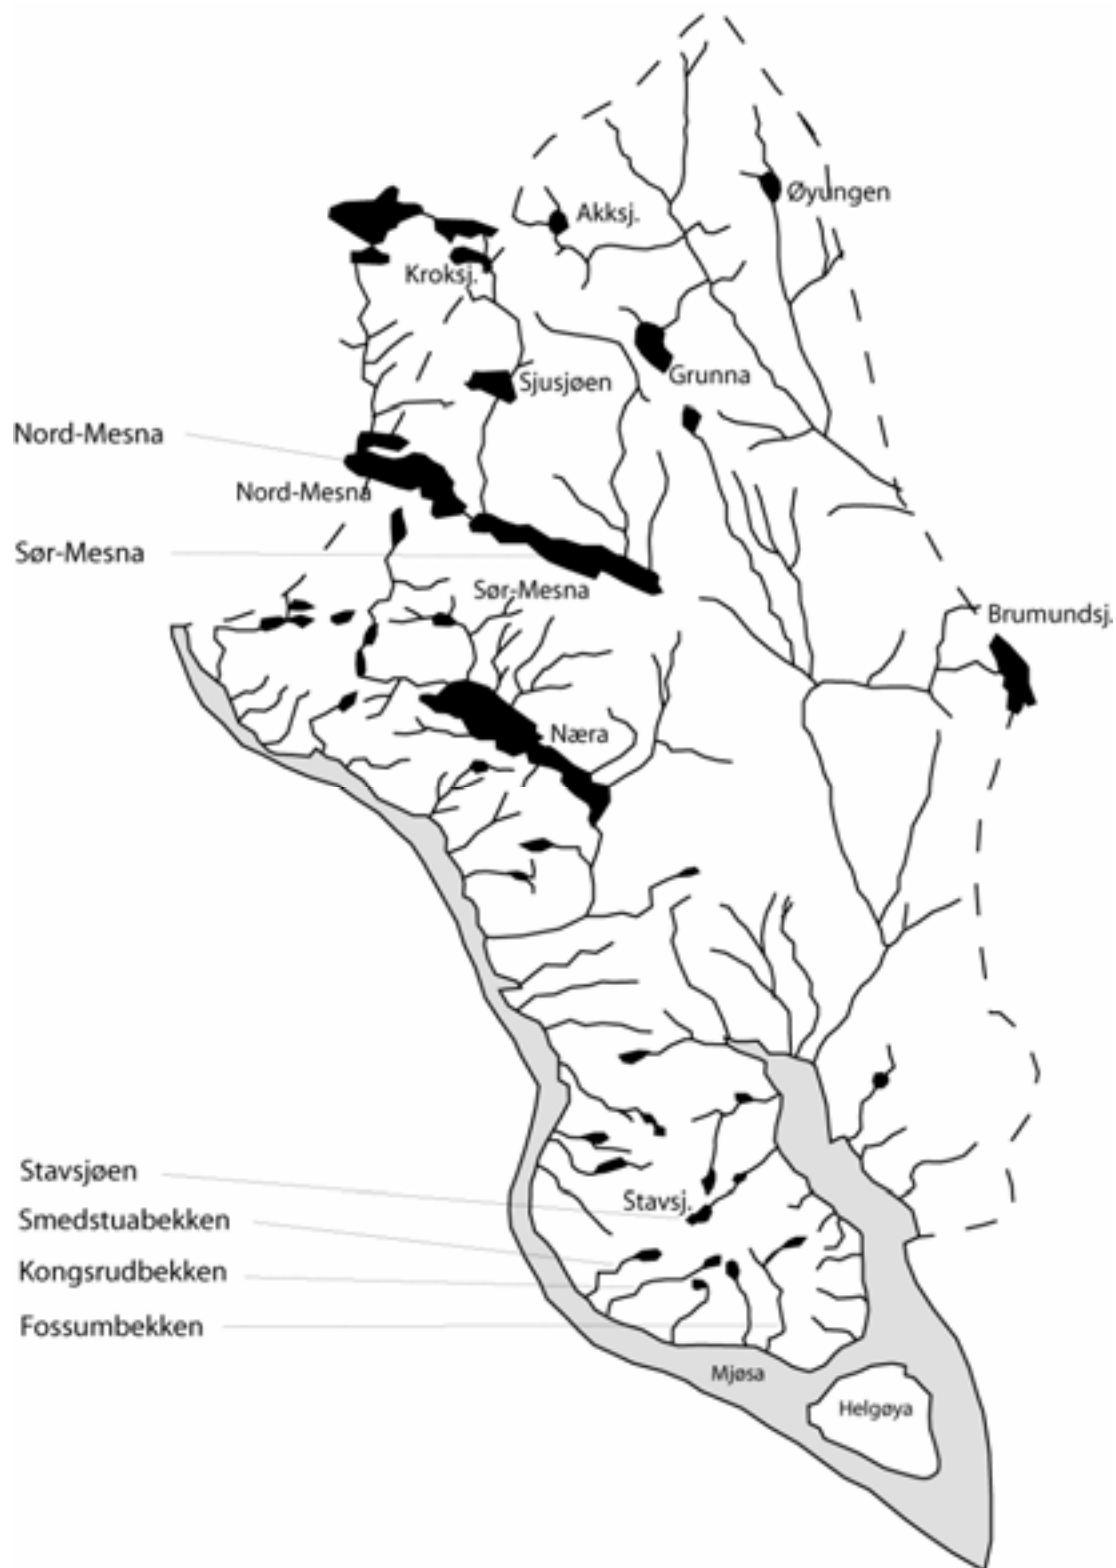 Øyungen
Akksj.
Kroksj.
Grunna
Sjusjøen
Nord-Mesna
Nord-Mesna
Sør-Mesna
Sør-Mesna
Brumundsj.
Næra
Stavsjøen
Stavsj.
Smedstuabekken
Kongsrudbekken
Fossumbekken
Mjøsa
Helgøya